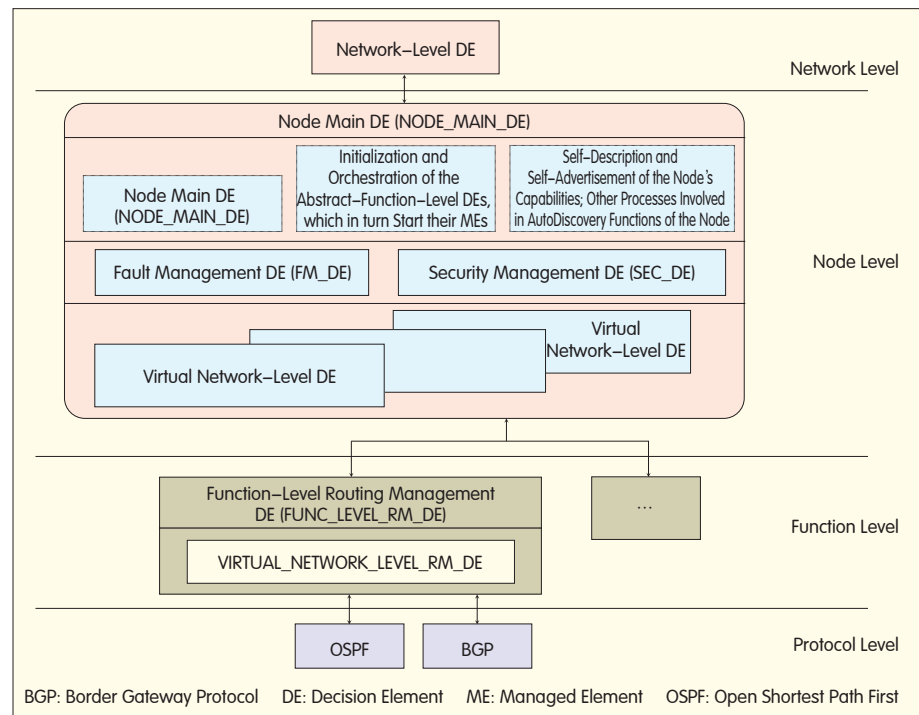 Network–Level DE
Network Level
Node Main DE (NODE_MAIN_DE)
Node Main DE
(NODE_MAIN_DE)
Initialization and
Orchestration of the
Abstract–Function–Level DEs,
which in turn Start their MEs
Self–Description and
Self–Advertisement of the Node's
Capabilities; Other Processes Involved
in AutoDiscovery Functions of the Node
Node Level
Fault Management DE (FM_DE)
Security Management DE (SEC_DE)
Virtual
Network–Level DE
Virtual Network–Level DE
Function–Level Routing Management
DE (FUNC_LEVEL_RM_DE)
...
Function Level
VIRTUAL_NETWORK_LEVEL_RM_DE
OSPF
BGP
Protocol Level
BGP: Border Gateway Protocol DE: Decision Element ME: Managed Element OSPF: Open Shortest Path First